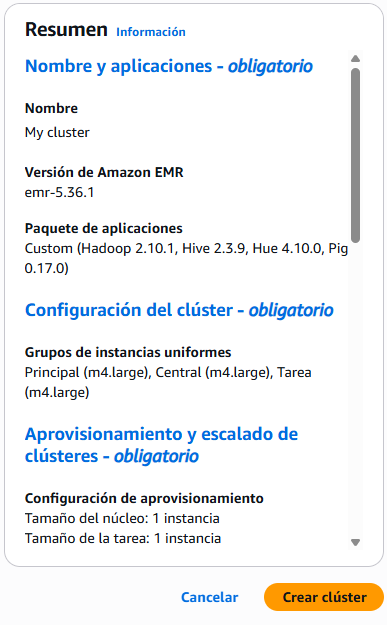 Resumen Información
Nombre y aplicaciones - obligatorio
Nombre
My cluster
Versión de Amazon EMR
emr-5.36.1
Paquete de aplicaciones
Custom (Hadoop 2.10.1, Hive 2.3.9, Hue 4.10.0, Pig
0.17.0)
Configuración del clúster - obligatorio
Grupos de instancias uniformes
Principal (m4.large), Central (m4.large), Tarea
(m4.large)
Aprovisionamiento y escalado de
clústeres - obligatorio
Configuración de aprovisionamiento
Tamaño del núcleo: 1 instancia
Tamaño de la tarea: 1 instancia
Cancelar Crear clúster